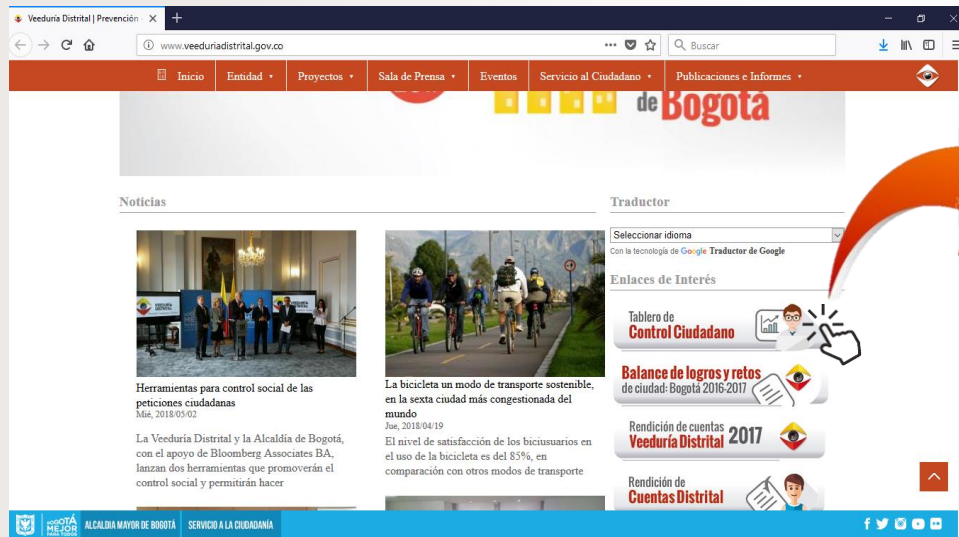 Veeduría Distrital | Prevención
www.veeduriadistrital.gov.co
Buscar
Inicio
Entidad
Proyectos
Sala de Prensa
Eventos
Servicio al Ciudadano
Publicaciones e Informes
de Bogotá
Noticias
Herramientas para control social de las
peticiones ciudadanas
Mié, 2018/05/02
La Veeduría Distrital y la Alcaldía de Bogotá,
con el apoyo de Bloomberg Associates BA,
lanzan dos herramientas que promoverán el
control social y permitirán hacer
La bicicleta un modo de transporte sostenible,
en la sexta ciudad más congestionada del
mundo
Jue, 2018/04/19
El nivel de satisfacción de los biciusuarios en
el uso de la bicicleta es del 85%, en
comparación con otros modos de transporte
Traductor
Seleccionar idioma
Con la tecnología de Google Traductor de Google
Enlaces de Interés
Tablero de
Control Ciudadano
Balance de logros y retos
de ciudad: Bogotá 2016-2017
Rendición de cuentas
Veeduría Distrital 2017
Rendición de
Cuentas Distrital
BOGOTÁ
MEJOR
PARA TODOS
ALCALDIA MAYOR DE BOGOTÁ
SERVICIO A LA CIUDADANÍA